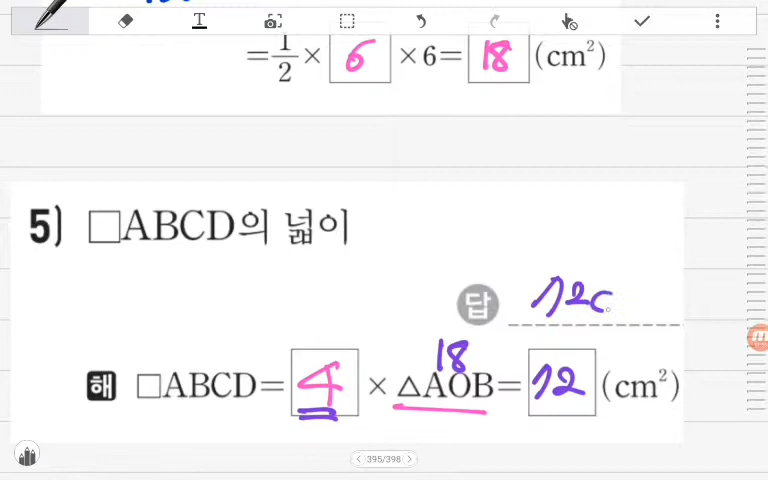 T
=1/2× 6 ×6= 18 (cm²)
5) □ABCD의 넓이
답 12c
18
해 □ABCD= 4 × △AOB= 12 (cm²)
395/398